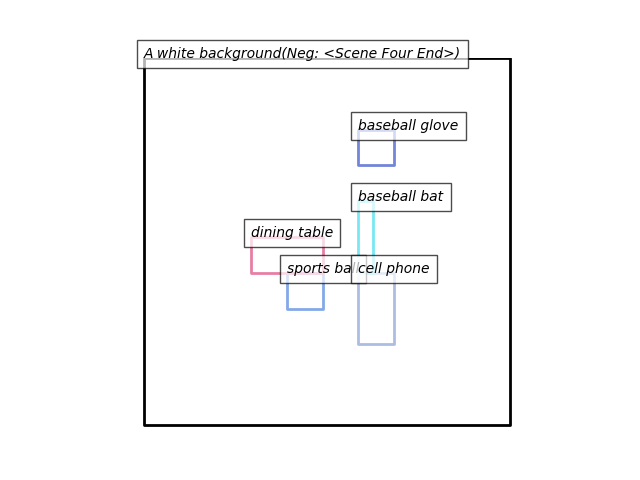 A white background(Neg: <Scene Four End>)
baseball glove
baseball bat
dining table
sports ball
cell phone